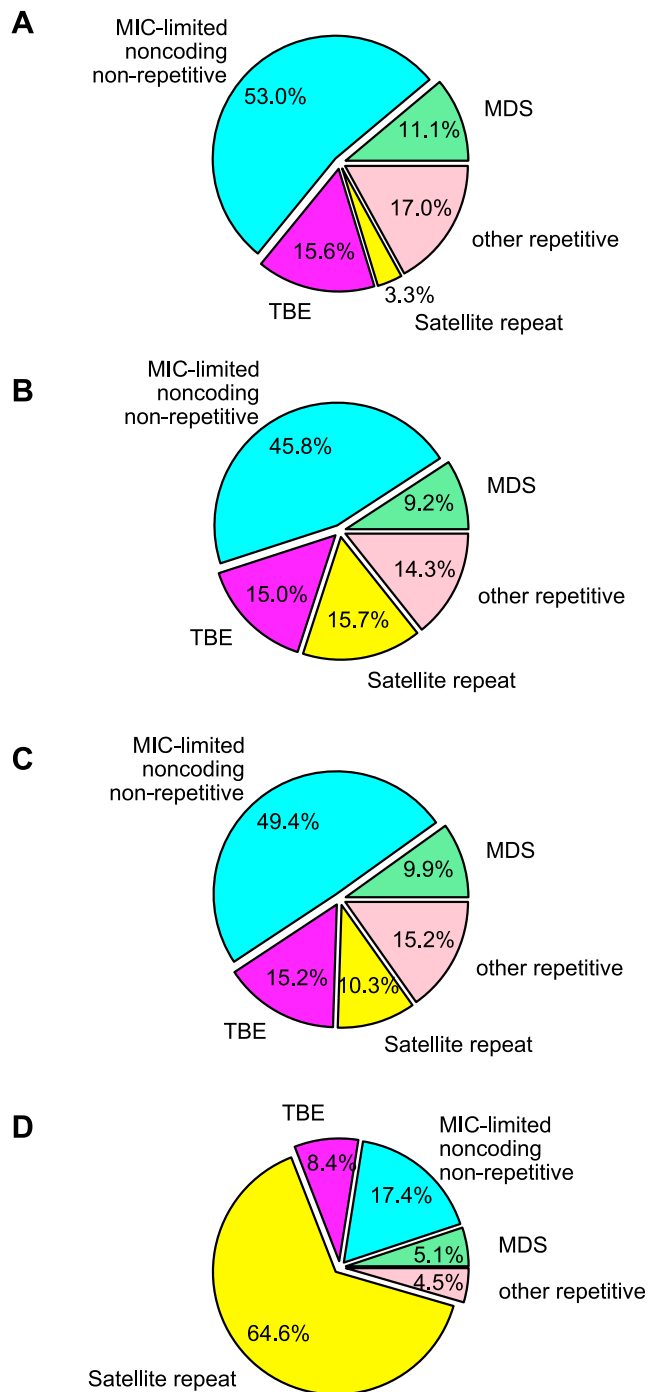 A
MIC-limited
noncoding
non-repetitive
53.0%
MDS
11.1%
17.0%
other repetitive
15.6%
3.3%
TBE
Satellite repeat
B
MIC-limited
noncoding
non-repetitive
45.8%
MDS
9.2%
14.3%
other repetitive
15.0%
15.7%
TBE
Satellite repeat
C
MIC-limited
noncoding
non-repetitive
49.4%
MDS
9.9%
15.2%
other repetitive
15.2%
10.3%
TBE
Satellite repeat
D
TBE
MIC-limited
noncoding
non-repetitive
8.4%
17.4%
MDS
5.1%
4.5%
other repetitive
64.6%
Satellite repeat